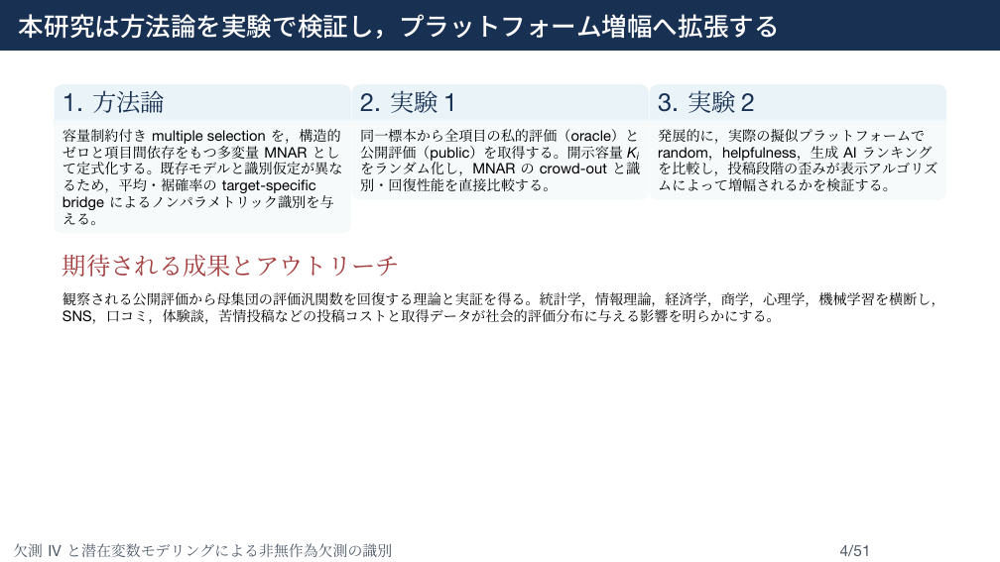 本研究は方法論を実験で検証し，プラットフォーム増幅へ拡張する
1. 方法論
容量制約付き multiple selection を，構造的
ゼロと項目間依存をもつ多変量 MNAR とし
て定式化する。既存モデルと識別仮定が異な
るため，平均・裾確率の target-specific
bridge によるノンパラメトリック識別を与
える。
2. 実験 1
同一標本から全項目の私的評価（oracle）と
公開評価（public）を取得する。開示容量 Ki
をランダム化し，MNAR の crowd-out と識
別・回復性能を直接比較する。
3. 実験 2
発展的に，実際の擬似プラットフォームで
random，helpfulness，生成 AI ランキング
を比較し，投稿段階の歪みが表示アルゴリズ
ムによって増幅されるかを検証する。
期待される成果とアウトリーチ
観察される公開評価から母集団の評価汎関数を回復する理論と実証を得る。統計学，情報理論，経済学，商学，心理学，機械学習を横断し，
SNS，口コミ，体験談，苦情投稿などの投稿コストと取得データが社会的評価分布に与える影響を明らかにする。
欠測 IV と潜在変数モデリングによる非無作為欠測の識別
4/51